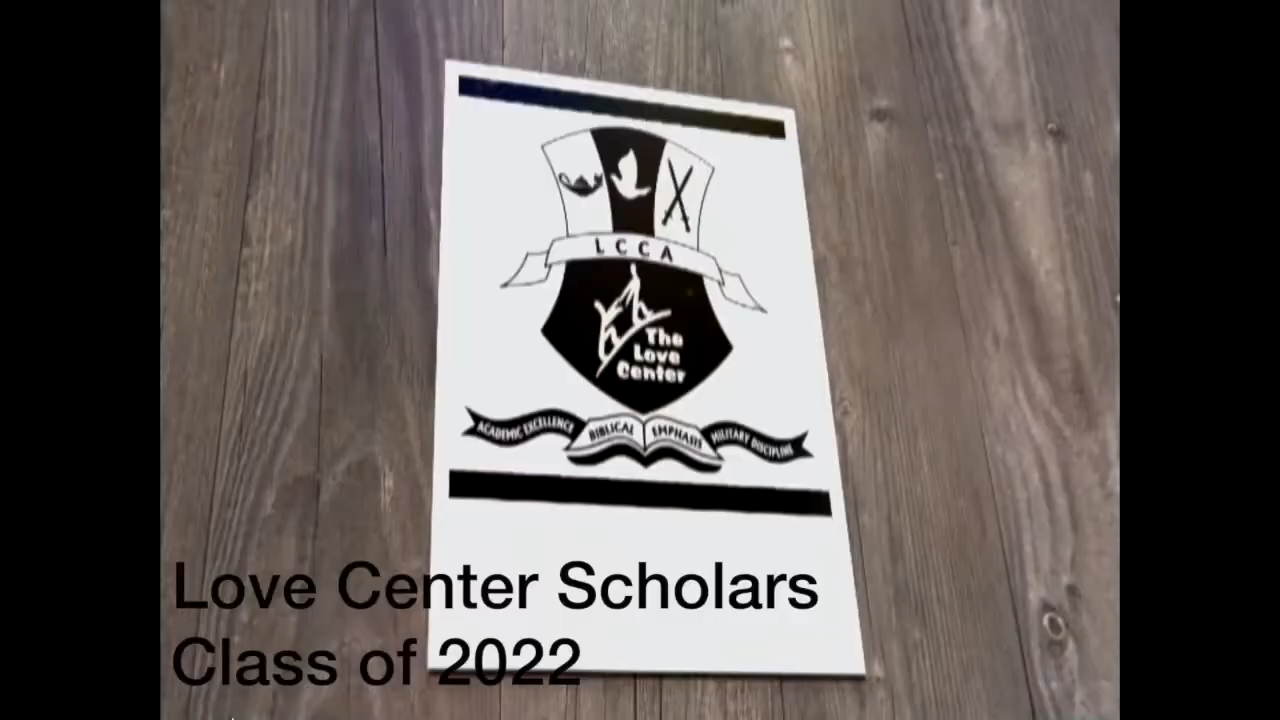 LCCA
The
Love
Center
ACADEMIC EXCELLENCE BIBLICAL EMPHASIS MILITARY DISCIPLINE
Love Center Scholars
Class of 2022